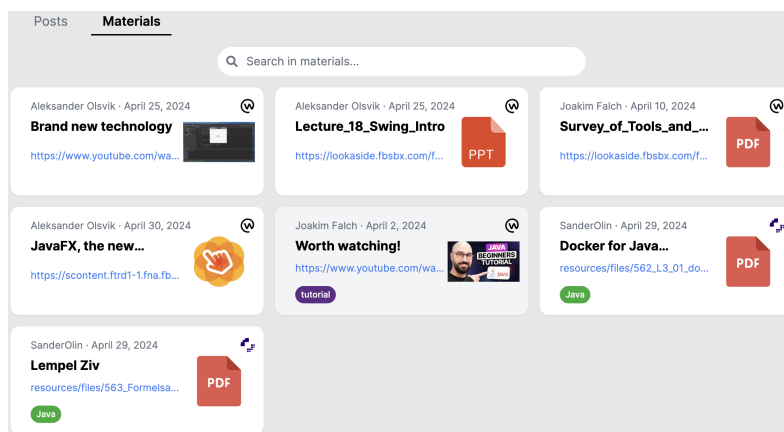 Posts Materials
Search in materials...
Aleksander Olsvik · April 25, 2024
Brand new technology
https://www.youtube.com/wa...
Aleksander Olsvik · April 25, 2024
Lecture_18_Swing_Intro
https://lookaside.fbsbx.com/f...
PPT
Joakim Falch · April 10, 2024
Survey_of_Tools_and_...
https://lookaside.fbsbx.com/f...
PDF
Aleksander Olsvik · April 30, 2024
JavaFX, the new...
https://scontent.ftrd1-1.fna.fb...
Joakim Falch · April 2, 2024
Worth watching!
https://www.youtube.com/wa...
JAVA
BEGINNERS
TUTORIAL
Java
tutorial
SanderOlin · April 29, 2024
Docker for Java...
resources/files/562_L3_01_do...
PDF
Java
SanderOlin · April 29, 2024
Lempel Ziv
resources/files/563_Formelsa...
PDF
Java